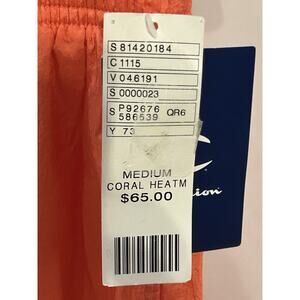 S 81420184
C 1115
V 046191
S 0000023
S P92676 QR6
586539
Y 73
MEDIUM
CORAL HEATM
$65.00